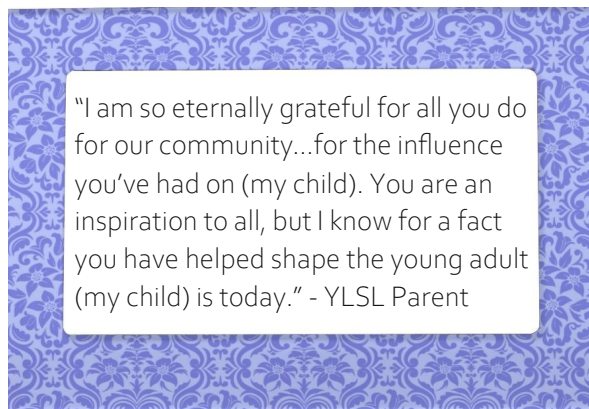 “I am so eternally grateful for all you do
for our community...for the influence
you’ve had on (my child). You are an
inspiration to all, but I know for a fact
you have helped shape the young adult
(my child) is today.” - YLSL Parent